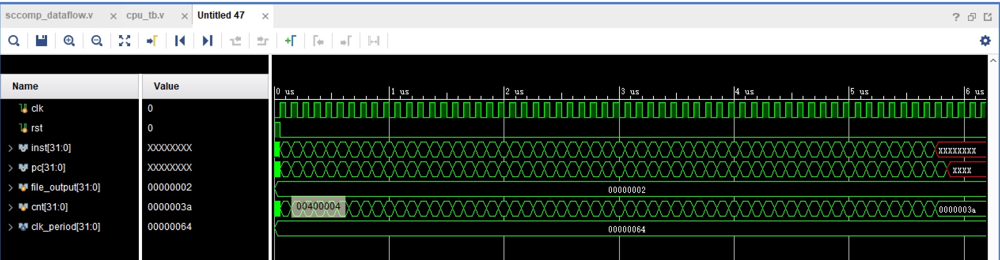 sccomp_dataflow.v × cpu_tb.v × Untitled 47 ×
Name Value
0 us 1 us 2 us 3 us 4 us 5 us 6 us
clk 0
rst 0
inst[31:0] XXXXXXXX XXXXXXXX
pc[31:0] XXXXXXXX XXXX
file_output[31:0] 00000002 00000002
cnt[31:0] 0000003a 00400004 0000003a
clk_period[31:0] 00000064 00000064